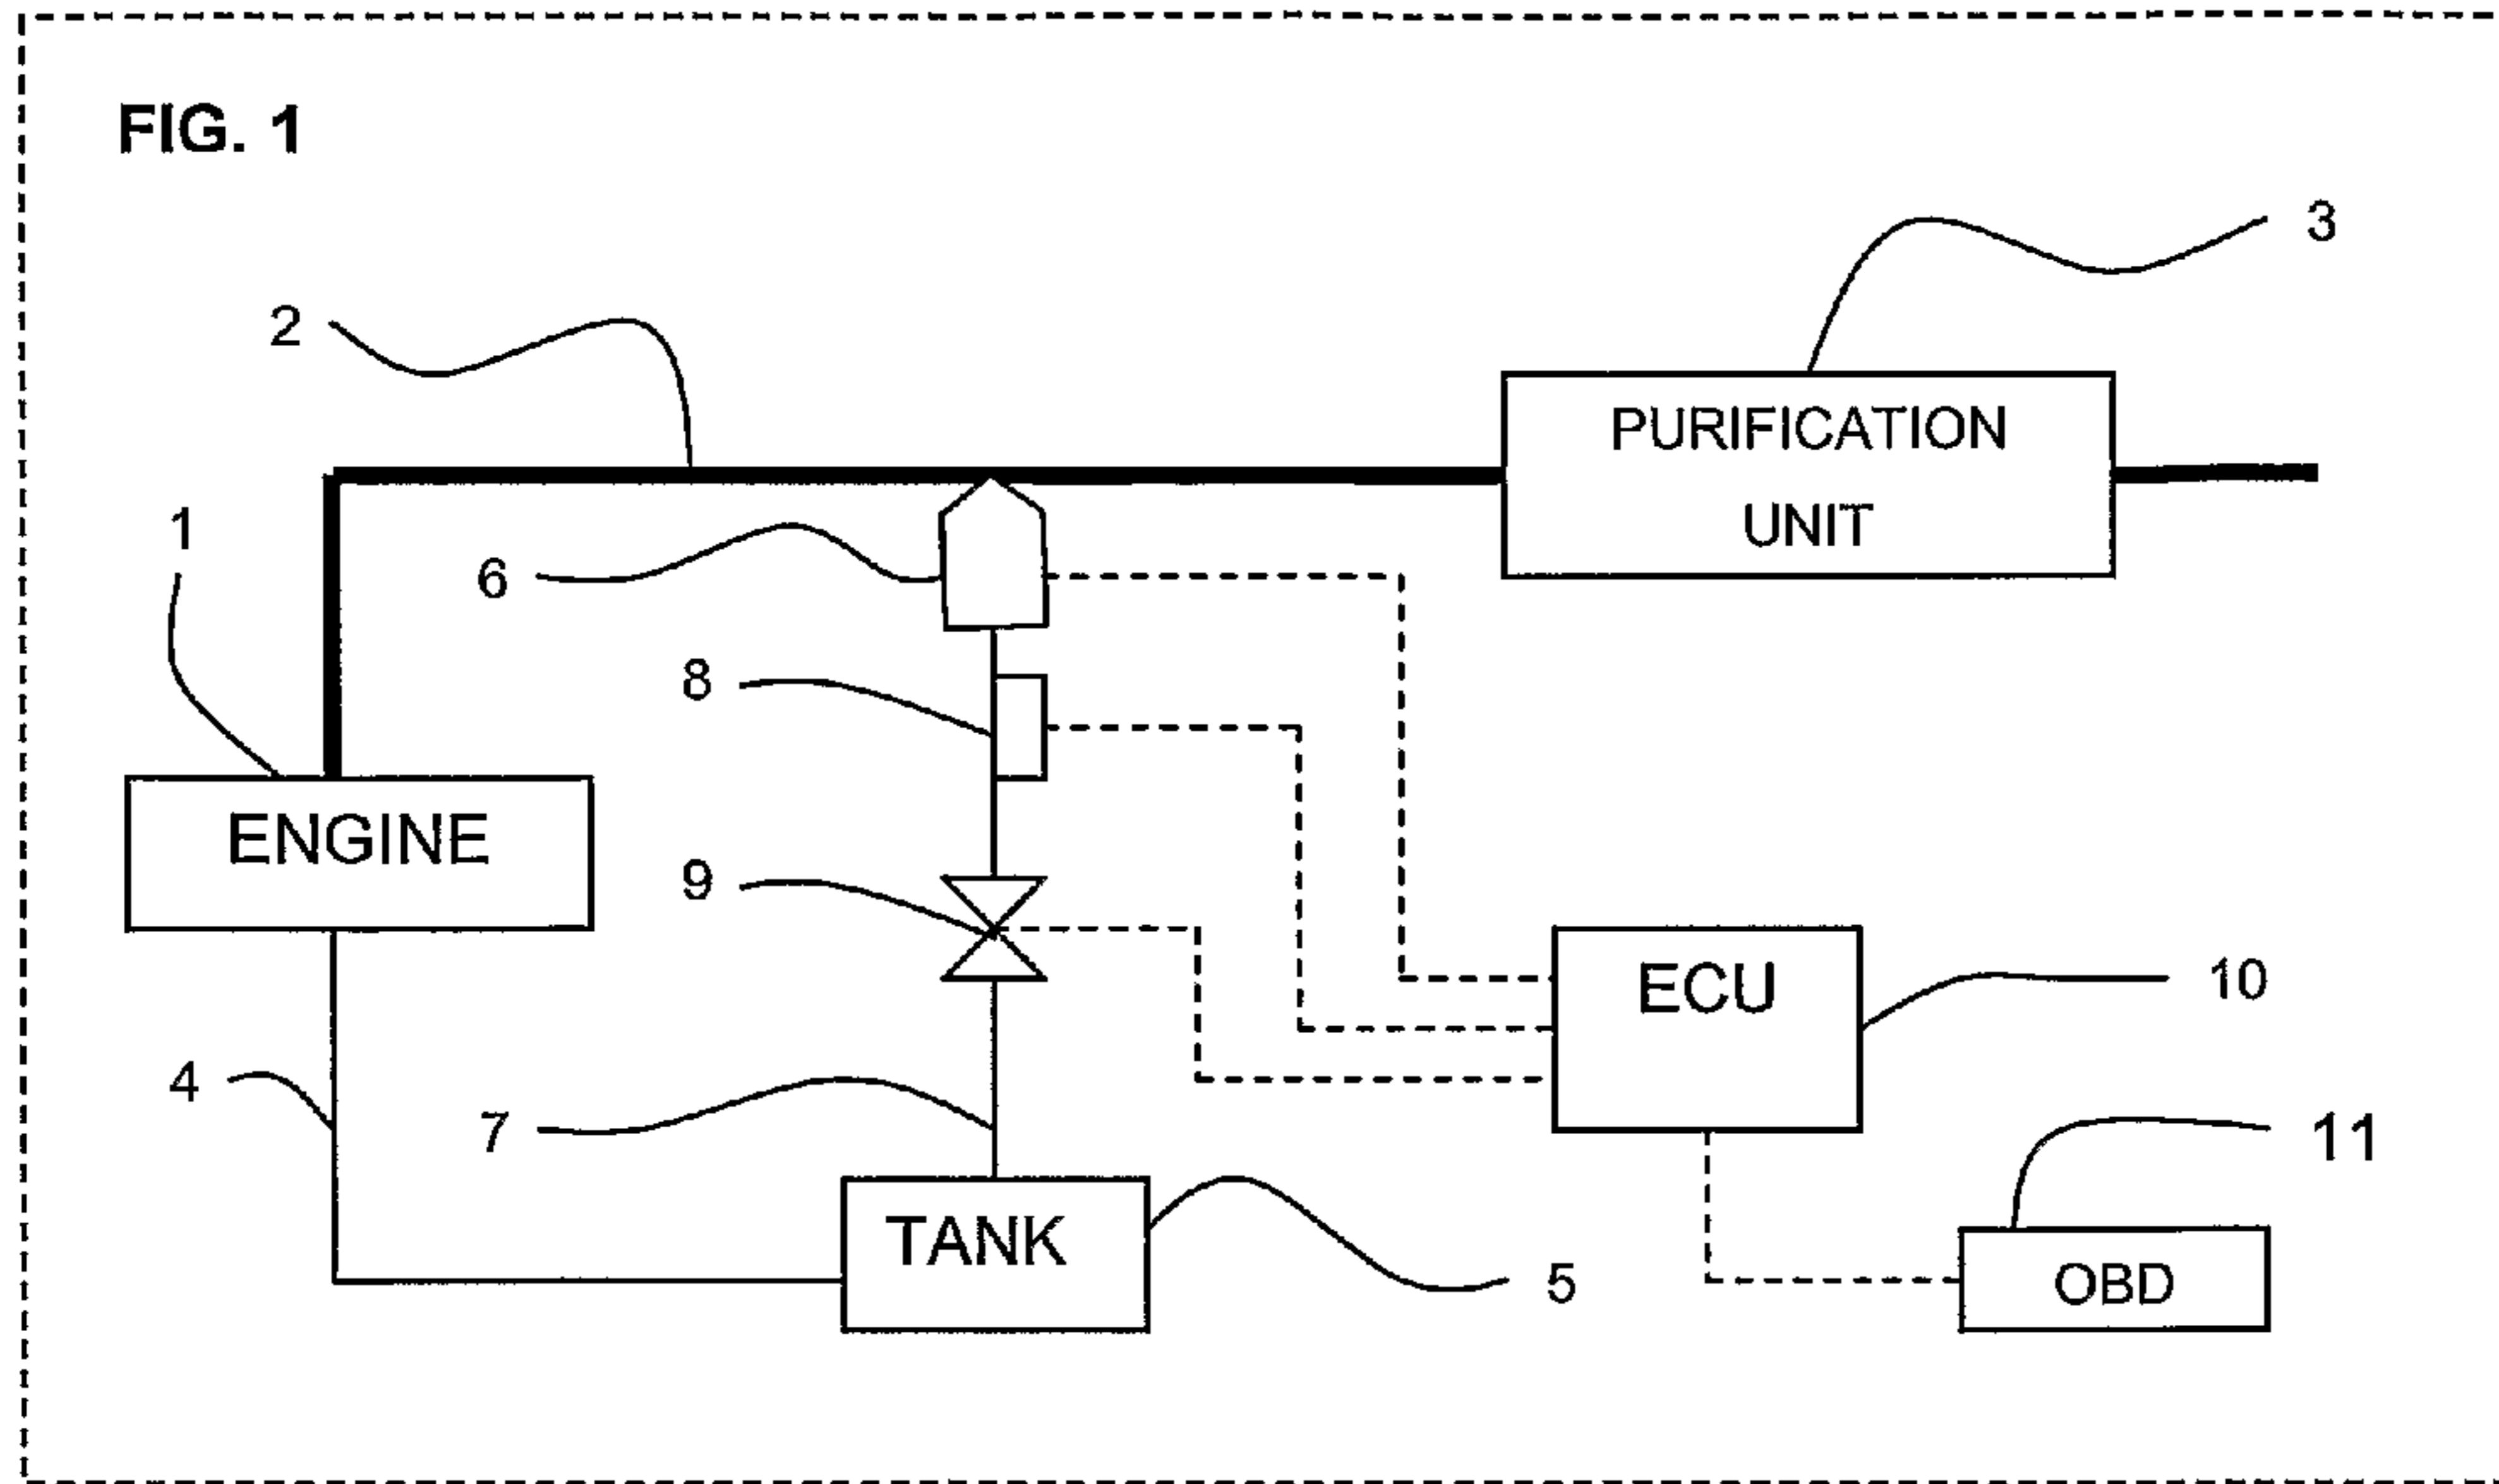 FIG. 1
3
2
PURIFICATION
UNIT
1
6
8
ENGINE
9
ECU
10
4
7
11
TANK
5
OBD